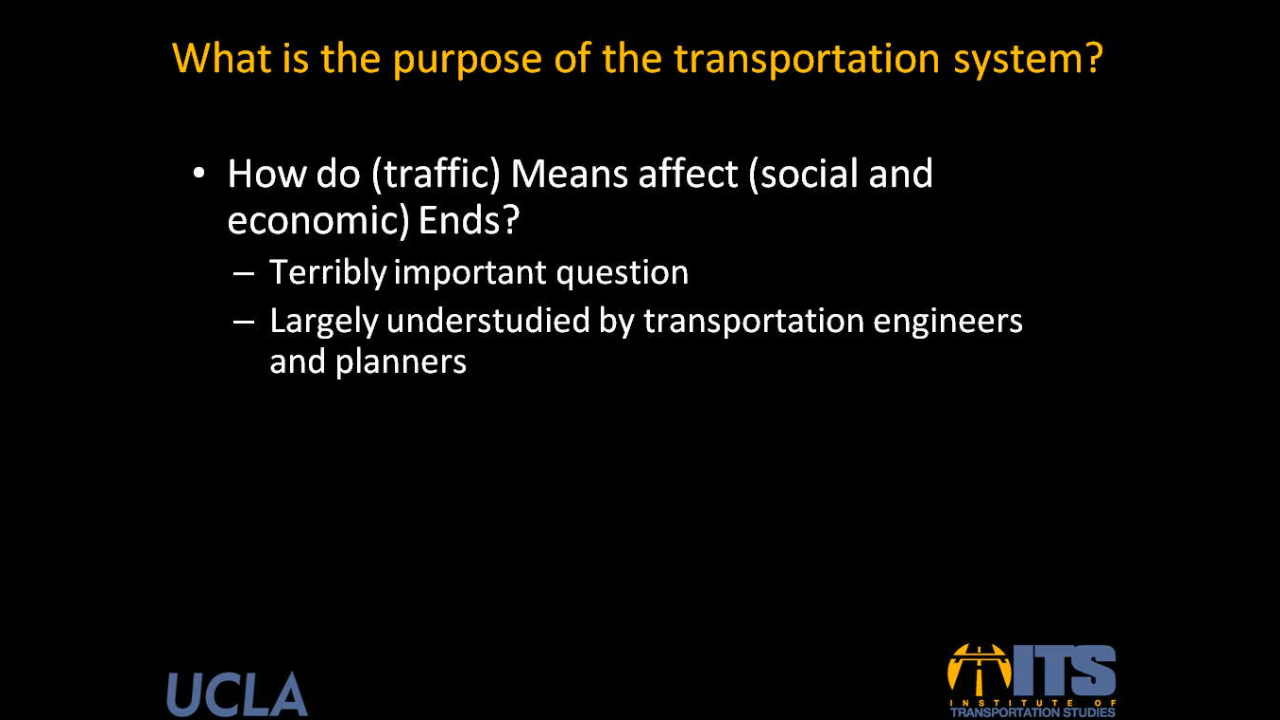 What is the purpose of the transportation system?
• How do (traffic) Means affect (social and
economic) Ends?
– Terribly important question
– Largely understudied by transportation engineers
and planners
UCLA
ITS
INSTITUTE OF
TRANSPORTATION STUDIES